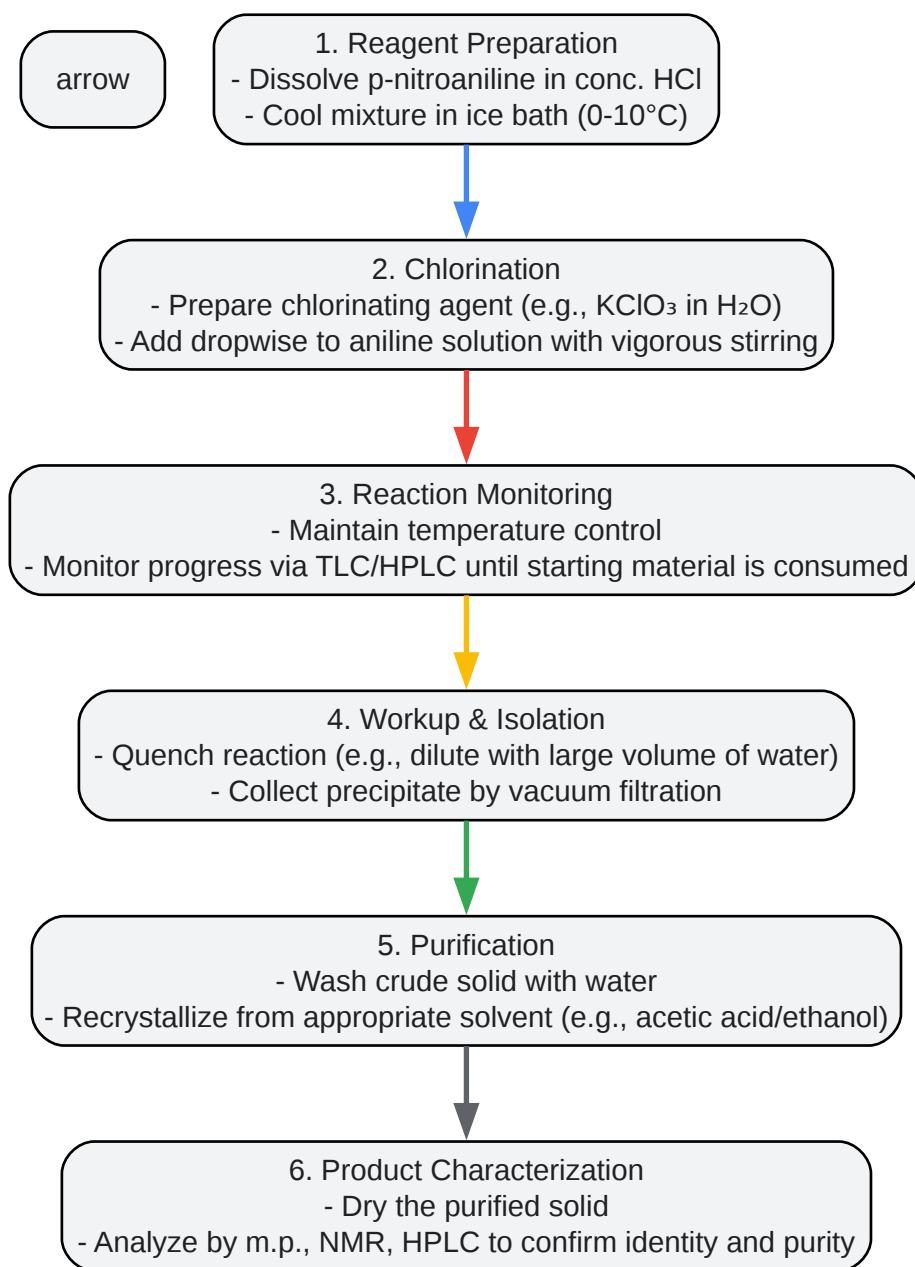 arrow
1. Reagent Preparation
- Dissolve p-nitroaniline in conc. HCl
- Cool mixture in ice bath (0-10°C)
2. Chlorination
- Prepare chlorinating agent (e.g., KClO₃ in H₂O)
- Add dropwise to aniline solution with vigorous stirring
3. Reaction Monitoring
- Maintain temperature control
- Monitor progress via TLC/HPLC until starting material is consumed
4. Workup & Isolation
- Quench reaction (e.g., dilute with large volume of water)
- Collect precipitate by vacuum filtration
5. Purification
- Wash crude solid with water
- Recrystallize from appropriate solvent (e.g., acetic acid/ethanol)
6. Product Characterization
- Dry the purified solid
- Analyze by m.p., NMR, HPLC to confirm identity and purity